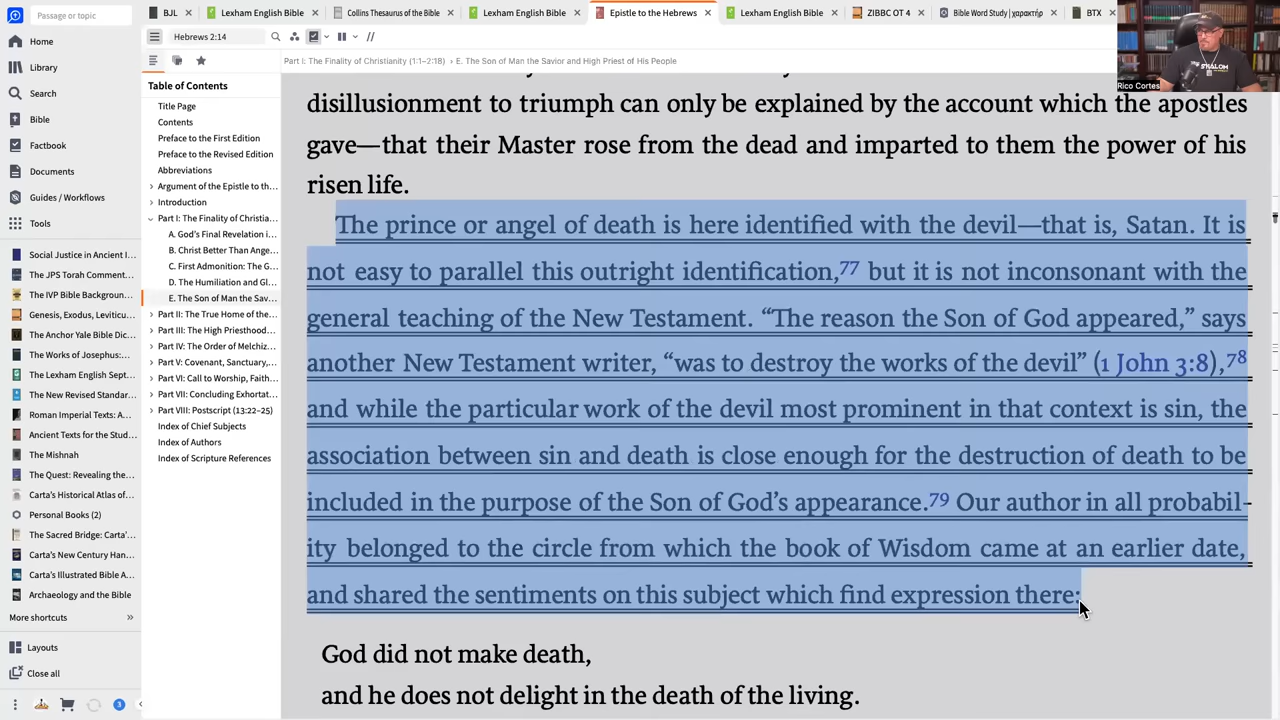 Passage or topic
BJL
Lexham English Bible
Collins Thesaurus of the Bible
Lexham English Bible
Epistle to the Hebrews
Lexham English Bible
ZIBBC OT 4
Bible Word Study | χαρακτήρ
BTX
Home
Library
Search
Bible
Factbook
Documents
Guides / Workflows
Tools
Social Justice in Ancient I...
The JPS Torah Comment...
The IVP Bible Backgroun...
Genesis, Exodus, Leviticu...
The Anchor Yale Bible Dic...
The Works of Josephus:...
The Lexham English Sept...
The New Revised Standar...
Roman Imperial Texts: A...
Ancient Texts for the Stud...
The Mishnah
The Quest: Revealing the...
Carta's Historical Atlas of...
Personal Books (2)
The Sacred Bridge: Carta'...
Carta's New Century Han...
Carta's Illustrated Bible A...
Archaeology and the Bible
More shortcuts
Layouts
Close all
3
Hebrews 2:14
Table of Contents
Title Page
Contents
Preface to the First Edition
Preface to the Revised Edition
Abbreviations
Argument of the Epistle to th...
Introduction
Part I: The Finality of Christia...
A. God's Final Revelation i...
B. Christ Better Than Ange...
C. First Admonition: The G...
D. The Humiliation and Gl...
E. The Son of Man the Sav...
Part II: The True Home of the...
Part III: The High Priesthood...
Part IV: The Order of Melchiz...
Part V: Covenant, Sanctuary,...
Part VI: Call to Worship, Faith...
Part VII: Concluding Exhortat...
Part VIII: Postscript (13:22–25)
Index of Chief Subjects
Index of Authors
Index of Scripture References
Part I: The Finality of Christianity (1:1–2:18) › E. The Son of Man the Savior and High Priest of His People
disillusionment to triumph can only be explained by the account which the apostles
gave—that their Master rose from the dead and imparted to them the power of his
risen life.
The prince or angel of death is here identified with the devil—that is, Satan. It is
not easy to parallel this outright identification,77 but it is not inconsonant with the
general teaching of the New Testament. “The reason the Son of God appeared,” says
another New Testament writer, “was to destroy the works of the devil” (1 John 3:8),78
and while the particular work of the devil most prominent in that context is sin, the
association between sin and death is close enough for the destruction of death to be
included in the purpose of the Son of God’s appearance.79 Our author in all probabil-
ity belonged to the circle from which the book of Wisdom came at an earlier date,
and shared the sentiments on this subject which find expression there:
God did not make death,
and he does not delight in the death of the living.
SHALOM
Rico Cortes